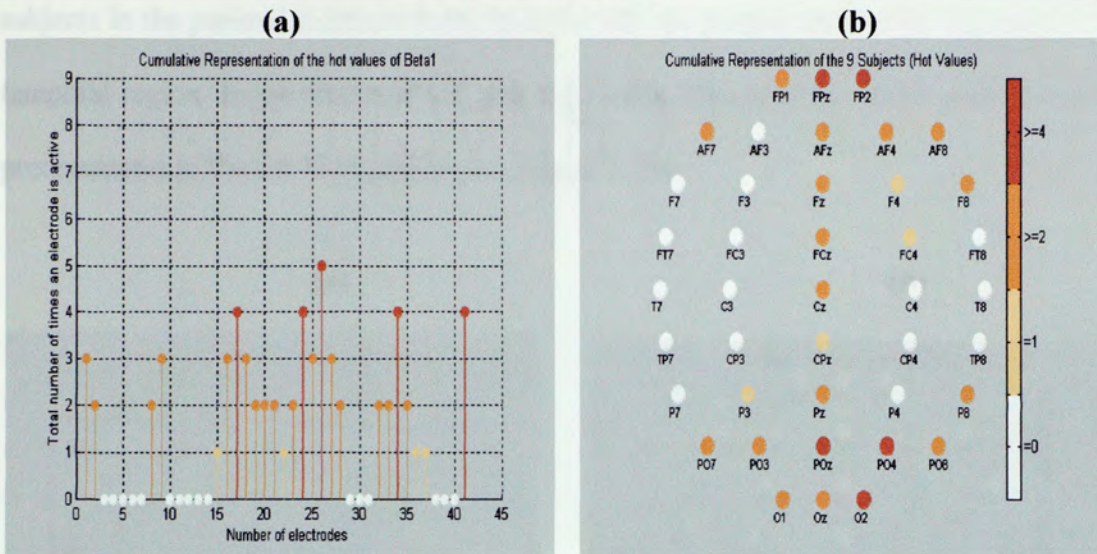 (a)
(b)
Cumulative Representation of the hot values of Beta1
9
8
7
6
5
4
3
2
1
0
Total number of times an electrode is active
0 5 10 15 20 25 30 35 40 45
Number of electrodes
Cumulative Representation of the 9 Subjects (Hot Values)
FP1 FPz FP2
AF7 AF3 AFz AF4 AF8
F7 F3 Fz F4 F8
FT7 FC3 FCz FC4 FT8
T7 C3 Cz C4 T8
TP7 CP3 CPz CP4 TP8
P7 P3 Pz P4 P8
PO7 PO3 POz PO4 PO8
O1 Oz O2
>=4
>=2
=1
=0